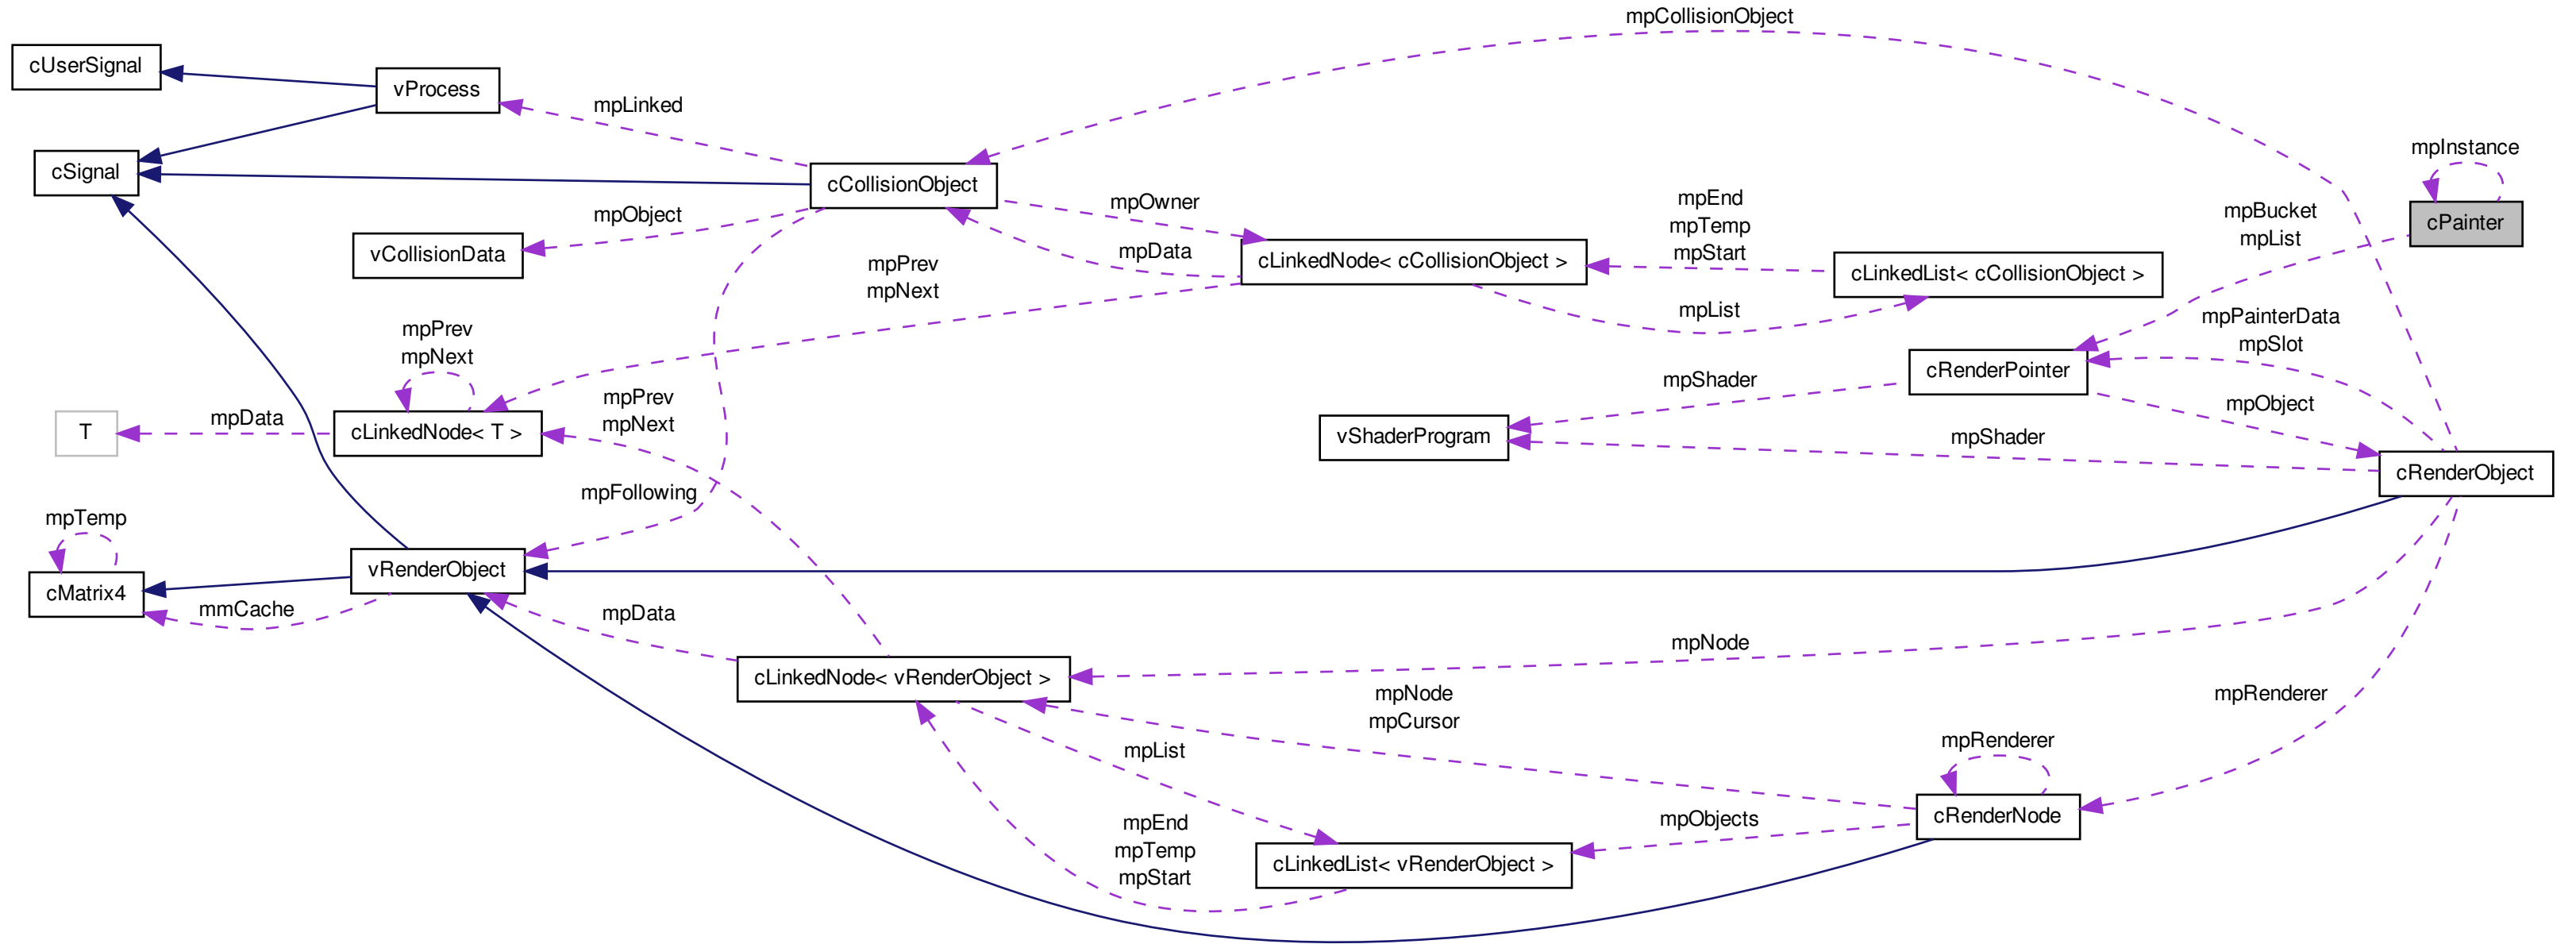 mpCollisionObject
cUserSignal
vProcess
mpLinked
mpInstance
cSignal
cCollisionObject
mpOwner
mpEnd
mpTemp
mpStart
mpObject
mpBucket
mpList
cPainter
vCollisionData
mpData
cLinkedNode< cCollisionObject >
cLinkedList< cCollisionObject >
mpPrev
mpNext
mpList
mpPainterData
mpSlot
mpPrev
mpNext
cRenderPointer
mpShader
mpObject
mpPrev
mpNext
T
mpData
cLinkedNode< T >
vShaderProgram
mpShader
cRenderObject
mpFollowing
mpTemp
vRenderObject
cMatrix4
mmCache
mpData
mpNode
cLinkedNode< vRenderObject >
mpNode
mpCursor
mpRenderer
mpList
mpRenderer
mpEnd
mpTemp
mpStart
mpObjects
cRenderNode
cLinkedList< vRenderObject >